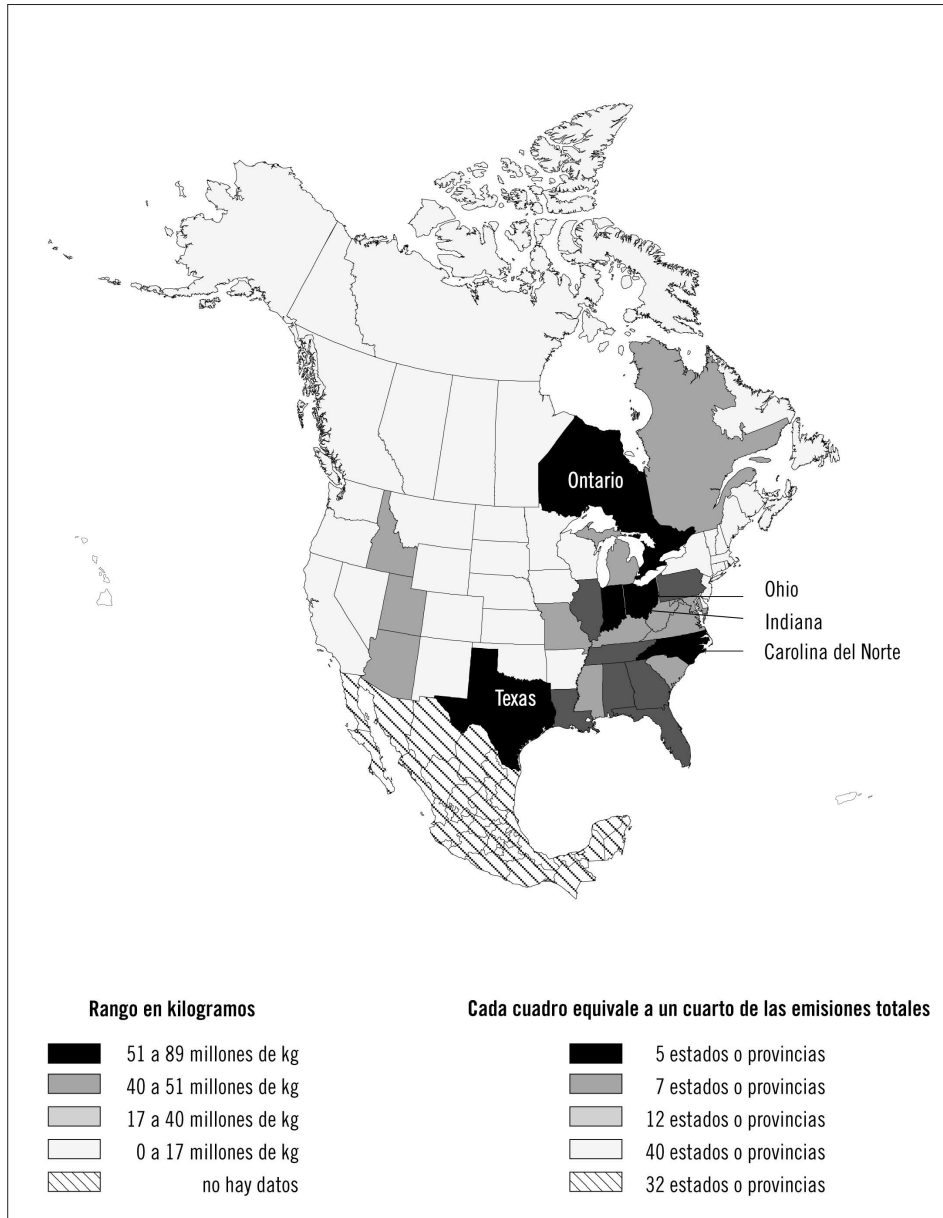 Ontario
Ohio
Indiana
Carolina del Norte
Texas
Rango en kilogramos
51 a 89 millones de kg
40 a 51 millones de kg
17 a 40 millones de kg
0 a 17 millones de kg
no hay datos
Cada cuadro equivale a un cuarto de las emisiones totales
5 estados o provincias
7 estados o provincias
12 estados o provincias
40 estados o provincias
32 estados o provincias